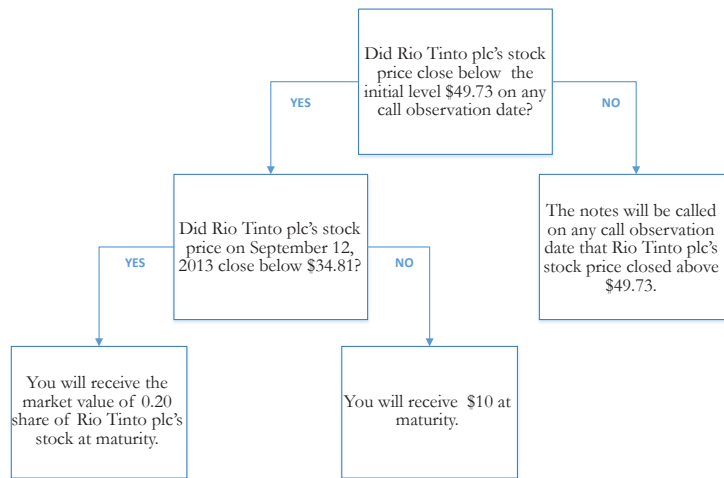 Did Rio Tinto plc's stock
price close below the
initial level $49.73 on any
call observation date?
YES
NO
Did Rio Tinto plc's stock
price on September 12,
2013 close below $34.81?
The notes will be called
on any call observation
date that Rio Tinto plc's
stock price closed above
$49.73.
YES
NO
You will receive the
market value of 0.20
share of Rio Tinto plc's
stock at maturity.
You will receive $10 at
maturity.